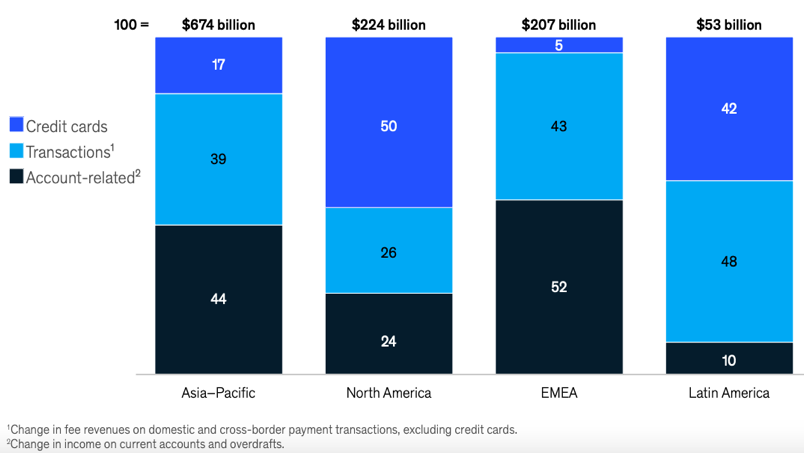 100 = $674 billion $224 billion $207 billion $53 billion
17 50 5 42
Credit cards
Transactions¹
Account-related²
39 26 43 48
44 24 52 10
Asia–Pacific North America EMEA Latin America
¹Change in fee revenues on domestic and cross-border payment transactions, excluding credit cards.
²Change in income on current accounts and overdrafts.